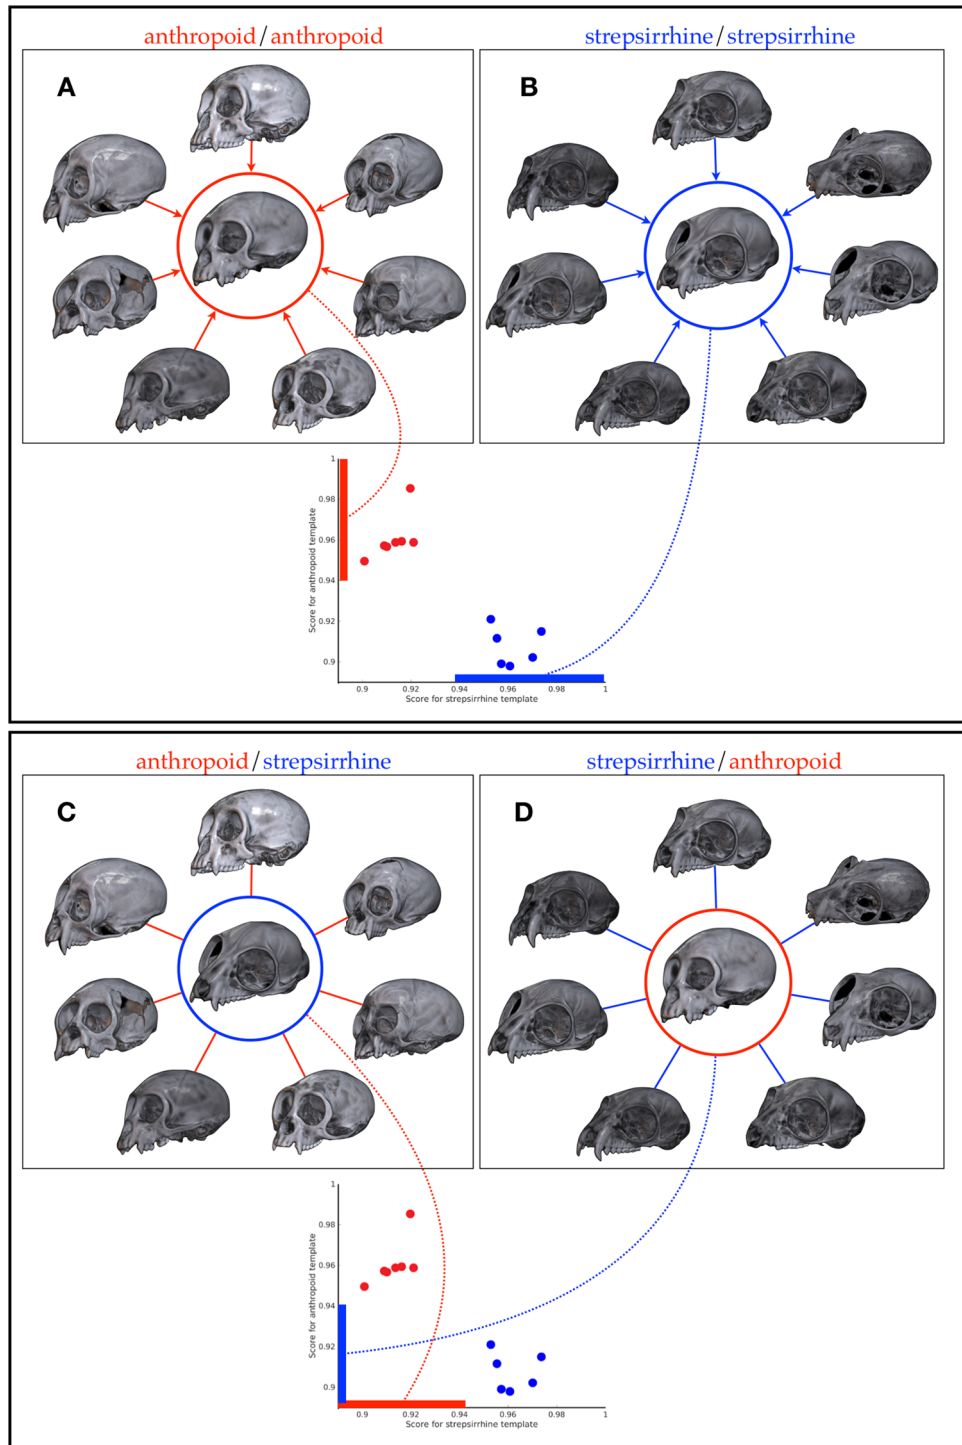 anthropoid/anthropoid
strepsirrhine/strepsirrhine
A
B
1
0.98
0.96
0.94
0.92
0.9
Score for anthropoid template
0.9
0.92
0.94
0.96
0.98
1
Score for strepsirrhine template
anthropoid/strepsirrhine
strepsirrhine/anthropoid
C
D
1
0.98
0.96
0.94
0.92
0.9
Score for anthropoid template
0.9
0.92
0.94
0.96
0.98
1
Score for strepsirrhine template